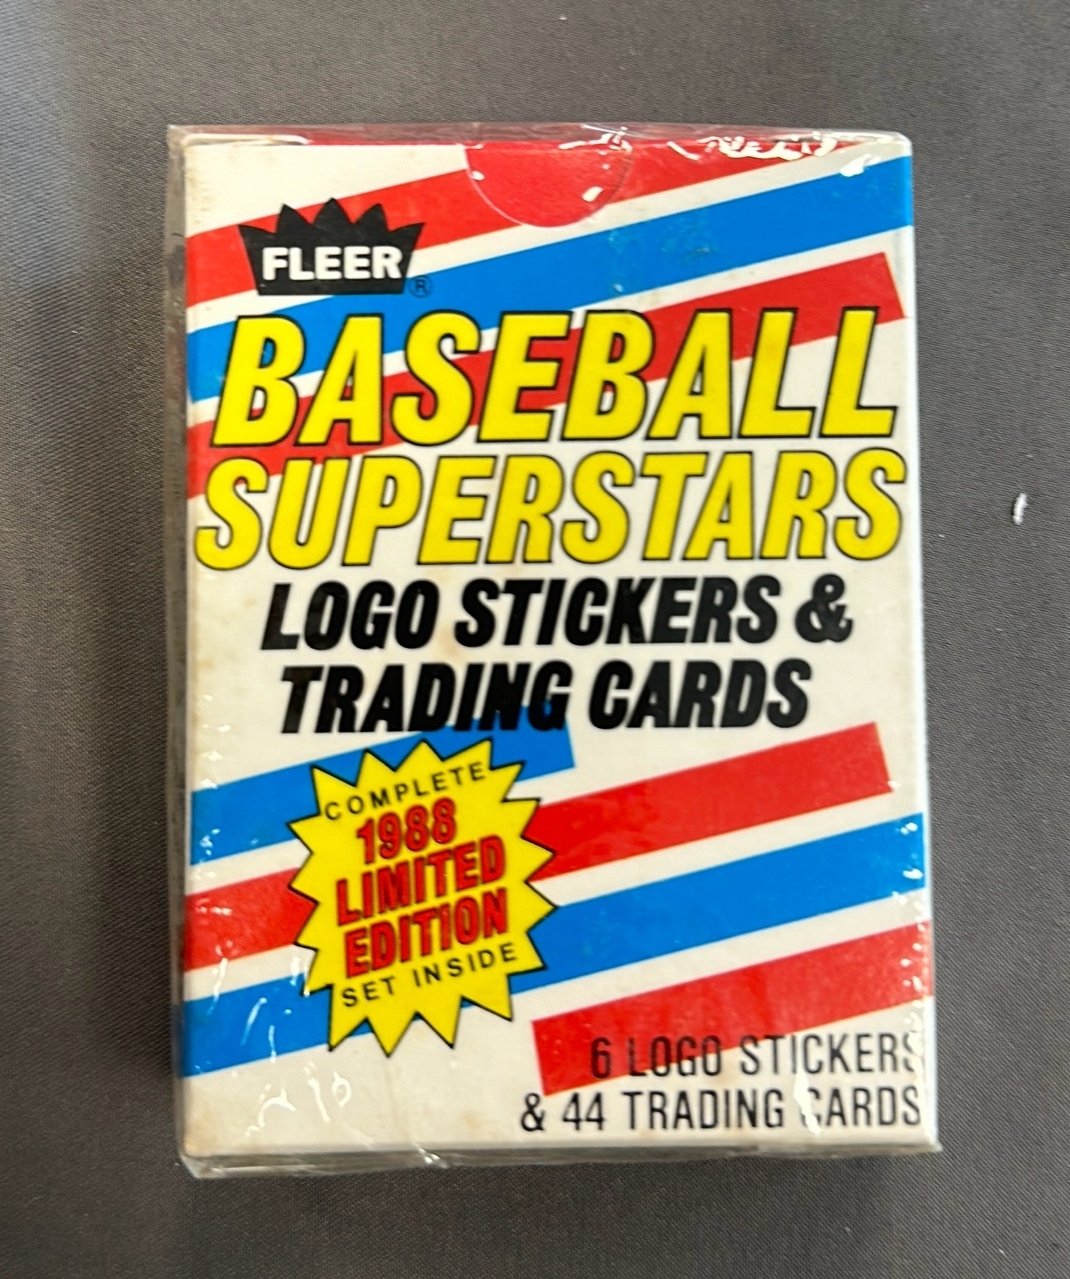 FLEER®
BASEBALL
SUPERSTARS
LOGO STICKERS &
TRADING CARDS
COMPLETE
1988
LIMITED
EDITION
SET INSIDE
6 LOGO STICKERS
& 44 TRADING CARDS